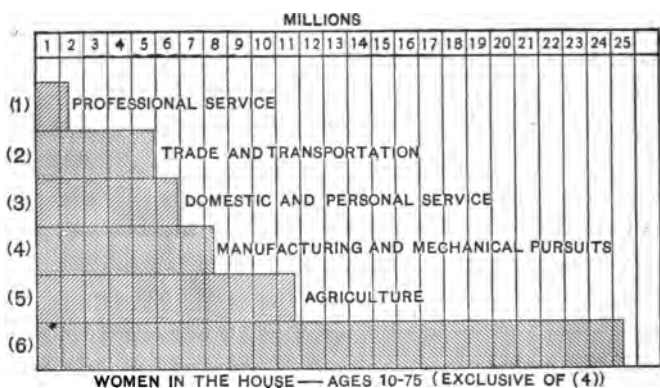 MILLIONS
1 2 3 4 5 6 7 8 9 10 11 12 13 14 15 16 17 18 19 20 21 22 23 24 25
(1) PROFESSIONAL SERVICE
(2) TRADE AND TRANSPORTATION
(3) DOMESTIC AND PERSONAL SERVICE
(4) MANUFACTURING AND MECHANICAL PURSUITS
(5) AGRICULTURE
(6)
WOMEN IN THE HOUSE — AGES 10-75 (EXCLUSIVE OF (4))